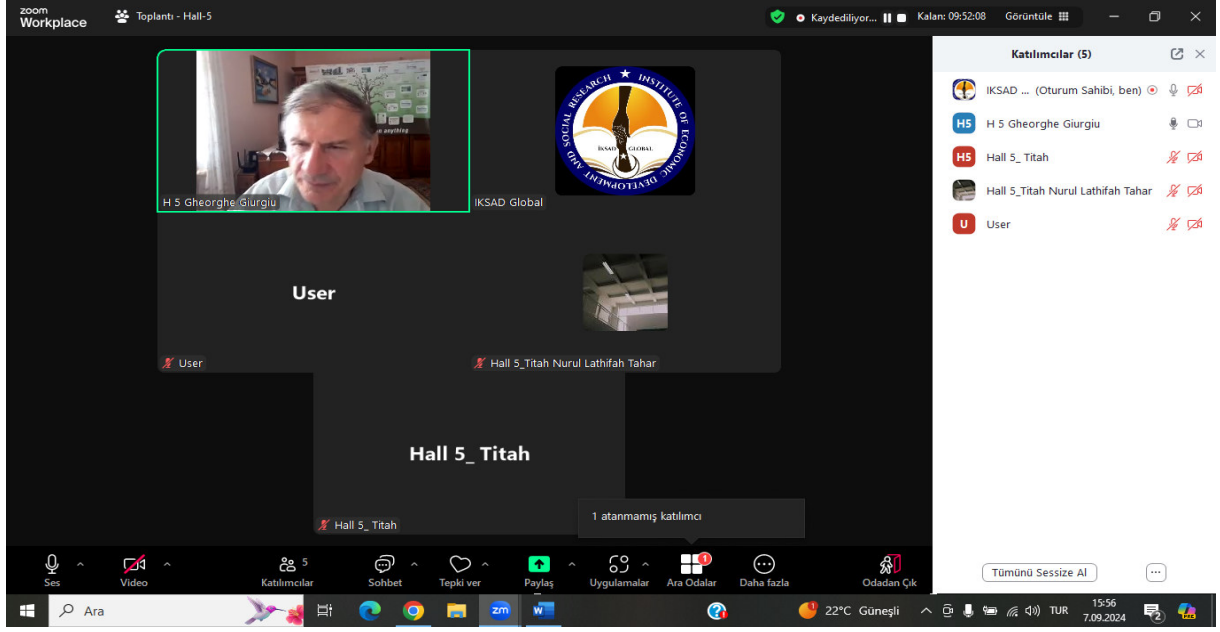 zoom
Workplace
Toplantı - Hall-5
Kaydediliyor...
Kalan: 09:52:08
Görüntüle
Katılımcılar (5)
IKSAD ... (Oturum Sahibi, ben)
H5
H 5 Gheorghe Giurgiu
H5
Hall 5_ Titah
Hall 5_Titah Nurul Lathifah Tahar
U
User
H 5 Gheorghe Giurgiu
INSTITUTE OF ECONOMIC DEVELOPMENT AND SOCIAL RESEARCH
IKSAD GLOBAL
IKSAD Global
User
User
Hall 5_Titah Nurul Lathifah Tahar
Hall 5_ Titah
Hall 5_ Titah
1 atanmamış katılımcı
Ses
Video
5
Katılımcılar
Sohbet
Tepki ver
Paylaş
Uygulamalar
1
Ara Odalar
Daha fazla
Odadan Çık
Tümünü Sessize Al
Ara
zm
22°C Güneşli
TUR
15:56
7.09.2024
2